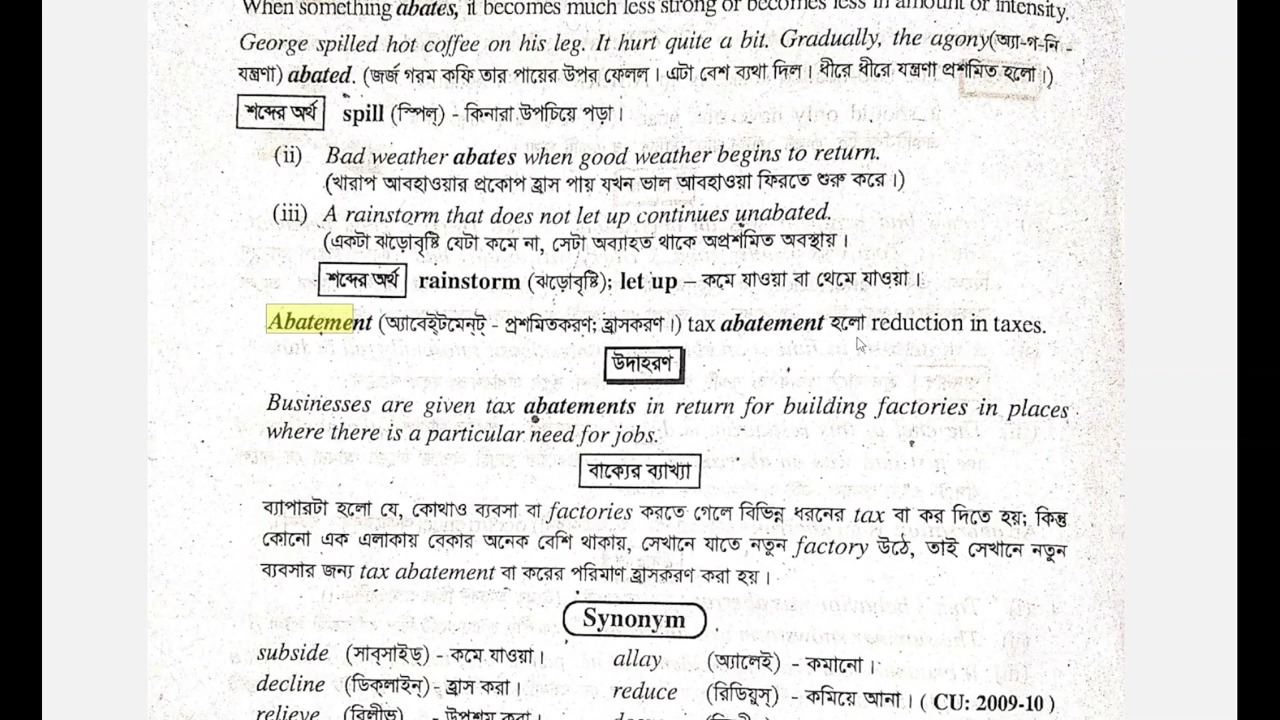 When something abates, it becomes much less strong or becomes less in amount or intensity.
George spilled hot coffee on his leg. It hurt quite a bit. Gradually, the agony(অ্যা-গ-নি -
যন্ত্রণা) abated. (জর্জ গরম কফি তার পায়ের উপর ফেলল। এটা বেশ ব্যথা দিল। ধীরে ধীরে যন্ত্রণা প্রশমিত হলো।)
শব্দের অর্থ spill (স্পিল্) - কিনারা উপচিয়ে পড়া।
(ii) Bad weather abates when good weather begins to return.
(খারাপ আবহাওয়ার প্রকোপ হ্রাস পায় যখন ভাল আবহাওয়া ফিরতে শুরু করে।)
(iii) A rainstorm that does not let up continues unabated.
(একটা ঝড়োবৃষ্টি যেটা কমে না, সেটা অব্যাহত থাকে অপ্রশমিত অবস্থায়।
শব্দের অর্থ rainstorm (ঝড়োবৃষ্টি); let up – কমে যাওয়া বা থেমে যাওয়া।
Abatement (অ্যাবেইটমেন্ট্ - প্রশমিতকরণ; হ্রাসকরণ।) tax abatement হলো reduction in taxes.
উদাহরণ
Businesses are given tax abatements in return for building factories in places
where there is a particular need for jobs.
বাক্যের ব্যাখ্যা
ব্যাপারটা হলো যে, কোথাও ব্যবসা বা factories করতে গেলে বিভিন্ন ধরনের tax বা কর দিতে হয়; কিন্তু
কোনো এক এলাকায় বেকার অনেক বেশি থাকায়, সেখানে যাতে নতুন factory উঠে, তাই সেখানে নতুন
ব্যবসার জন্য tax abatement বা করের পরিমাণ হ্রাসকরণ করা হয়।
Synonym
subside (সাব্‌সাইড্) - কমে যাওয়া। allay (অ্যালেই) - কমানো।
decline (ডিক্লাইন) - হ্রাস করা। reduce (রিডিয়ুস্) - কমিয়ে আনা। (CU: 2009-10)
relieve (রিলীভ) - উপশম করা।